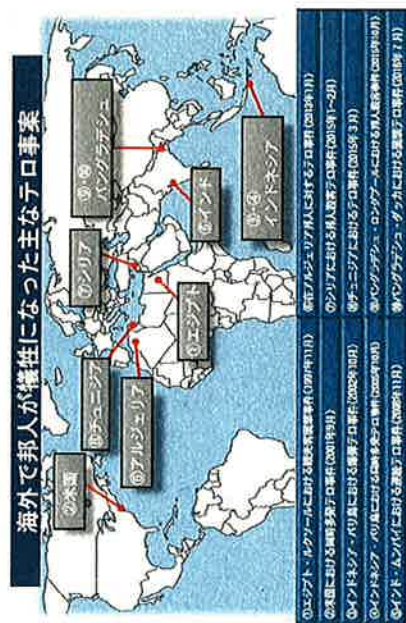 海外で邦人が犠牲になった主なテロ事案
②米国
⑧チュニジア
⑥アルジェリア
⑦シリア
①エジプト
⑨⑩
バングラデシュ
⑤インド
③④
インドネシア
①エジプト・ルクソールにおける観光客襲撃事件(1997年11月)
②米国における同時多発テロ事件(2001年9月)
③インドネシア・バリ島における爆弾テロ事件(2002年10月)
④インドネシア・バリ島における同時多発テロ事件(2005年10月)
⑤インド・ムンバイにおける連続テロ事件(2008年11月)
⑥在アルジェリア邦人に対するテロ事件(2013年1月)
⑦シリアにおける邦人殺害テロ事件(2015年1~2月)
⑧チュニジアにおけるテロ事件(2015年3月)
⑨バングラデシュ・ロングプールにおける邦人殺害事件(2015年10月)
⑩バングラデシュ・ダッカにおける襲撃テロ事件(2016年7月)